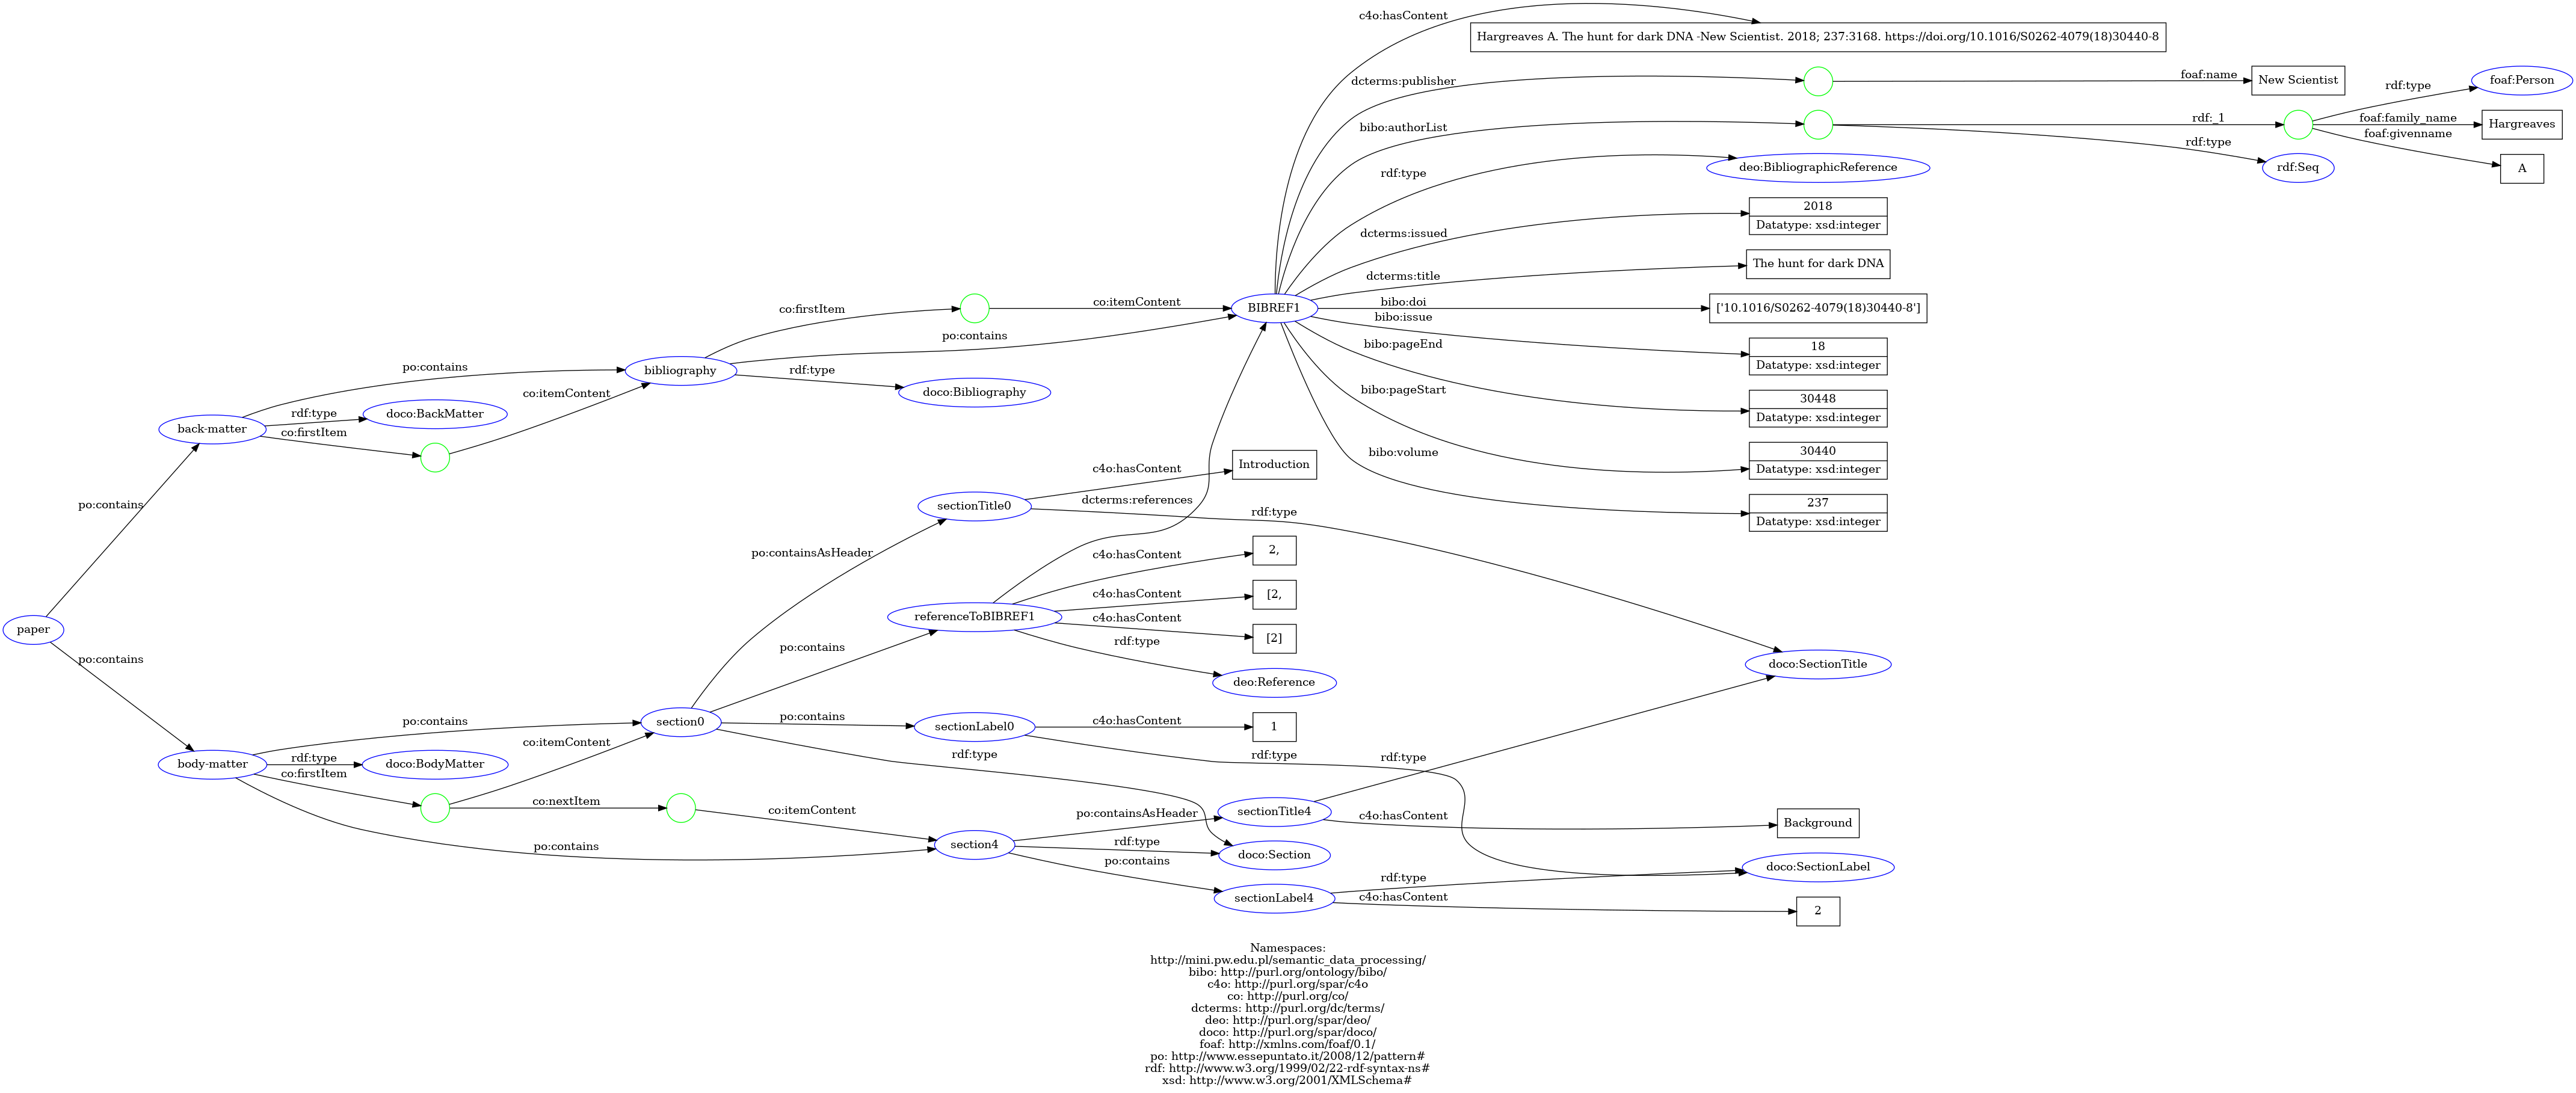 c4o:hasContent
Hargreaves A. The hunt for dark DNA -New Scientist. 2018; 237:3168. https://doi.org/10.1016/S0262-4079(18)30440-8
dcterms:publisher
foaf:name
New Scientist
rdf:type
foaf:Person
bibo:authorList
rdf:_1
foaf:family_name
Hargreaves
foaf:givenname
A
rdf:type
rdf:Seq
rdf:type
deo:BibliographicReference
dcterms:issued
2018
Datatype: xsd:integer
dcterms:title
The hunt for dark DNA
bibo:doi
['10.1016/S0262-4079(18)30440-8']
bibo:issue
18
Datatype: xsd:integer
bibo:pageEnd
30448
Datatype: xsd:integer
bibo:pageStart
30440
Datatype: xsd:integer
bibo:volume
237
Datatype: xsd:integer
co:firstItem
co:itemContent
BIBREF1
po:contains
po:contains
bibliography
rdf:type
doco:Bibliography
co:itemContent
rdf:type
doco:BackMatter
back-matter
co:firstItem
po:contains
c4o:hasContent
Introduction
sectionTitle0
dcterms:references
rdf:type
po:containsAsHeader
c4o:hasContent
2,
c4o:hasContent
[2,
referenceToBIBREF1
c4o:hasContent
[2]
rdf:type
deo:Reference
paper
po:contains
po:contains
doco:SectionTitle
po:contains
section0
po:contains
sectionLabel0
c4o:hasContent
1
co:itemContent
rdf:type
rdf:type
rdf:type
body-matter
rdf:type
doco:BodyMatter
co:firstItem
co:nextItem
co:itemContent
po:containsAsHeader
sectionTitle4
c4o:hasContent
Background
po:contains
section4
rdf:type
doco:Section
po:contains
rdf:type
doco:SectionLabel
sectionLabel4
c4o:hasContent
2
Namespaces:
http://mini.pw.edu.pl/semantic_data_processing/
bibo: http://purl.org/ontology/bibo/
c4o: http://purl.org/spar/c4o
co: http://purl.org/co/
dcterms: http://purl.org/dc/terms/
deo: http://purl.org/spar/deo/
doco: http://purl.org/spar/doco/
foaf: http://xmlns.com/foaf/0.1/
po: http://www.essepuntato.it/2008/12/pattern#
rdf: http://www.w3.org/1999/02/22-rdf-syntax-ns#
xsd: http://www.w3.org/2001/XMLSchema#